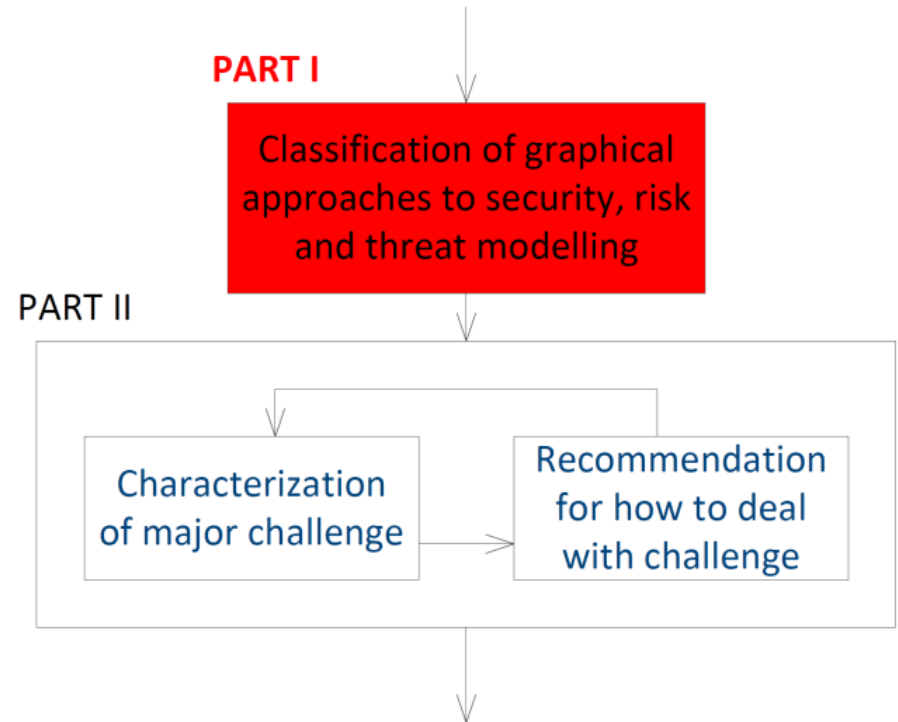 PART I
Classification of graphical
approaches to security, risk
and threat modelling
PART II
Characterization
of major challenge
Recommendation
for how to deal
with challenge